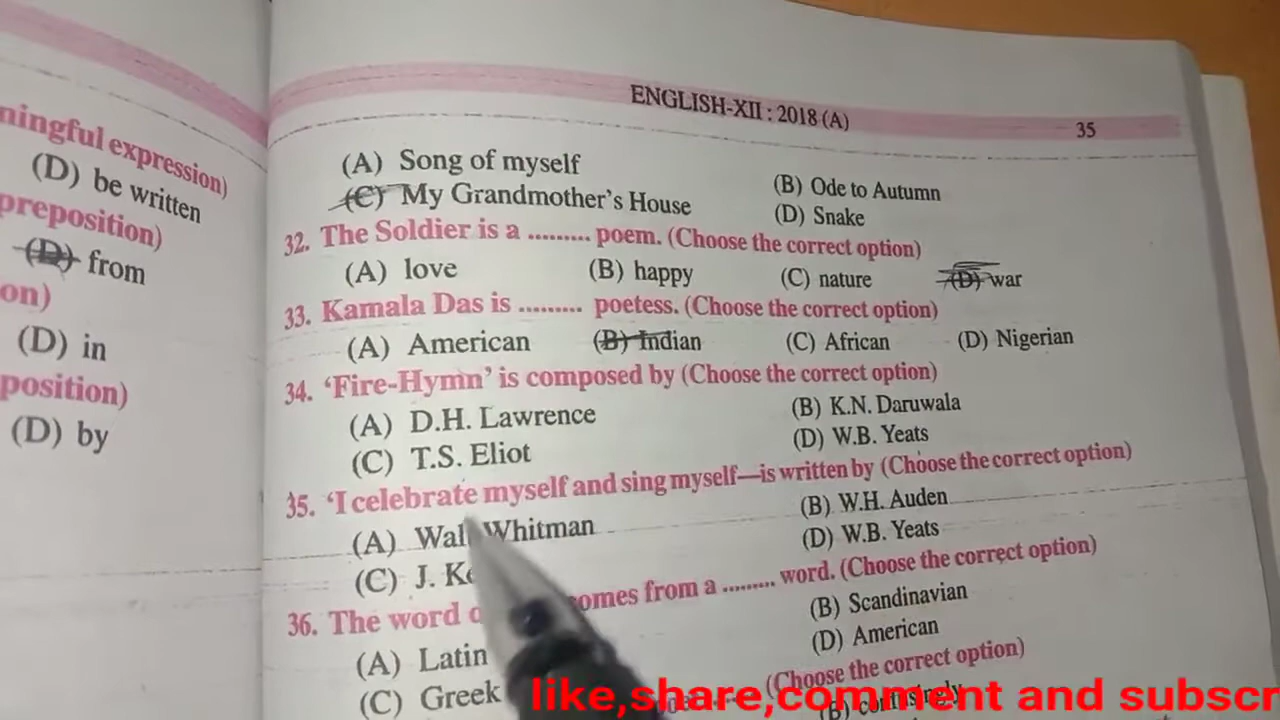 ningful expression)
(D) be written
preposition)
(D) from
on)
(D) in
position)
(D) by
ENGLISH-XII : 2018 (A) 35
(A) Song of myself (B) Ode to Autumn
(C) My Grandmother's House (D) Snake
32. The Soldier is a ......... poem. (Choose the correct option)
(A) love (B) happy (C) nature (D) war
33. Kamala Das is ......... poetess. (Choose the correct option)
(A) American (B) Indian (C) African (D) Nigerian
34. 'Fire-Hymn' is composed by (Choose the correct option)
(A) D.H. Lawrence (B) K.N. Daruwala
(C) T.S. Eliot (D) W.B. Yeats
35. 'I celebrate myself and sing myself—is written by (Choose the correct option)
(A) Walt Whitman (B) W.H. Auden
(C) J. Ke (D) W.B. Yeats
36. The word omes from a ......... word. (Choose the correct option)
(A) Latin (B) Scandinavian
(C) Greek (D) American
(Choose the correct option)
(B) confusingly
like,share,comment and subscr